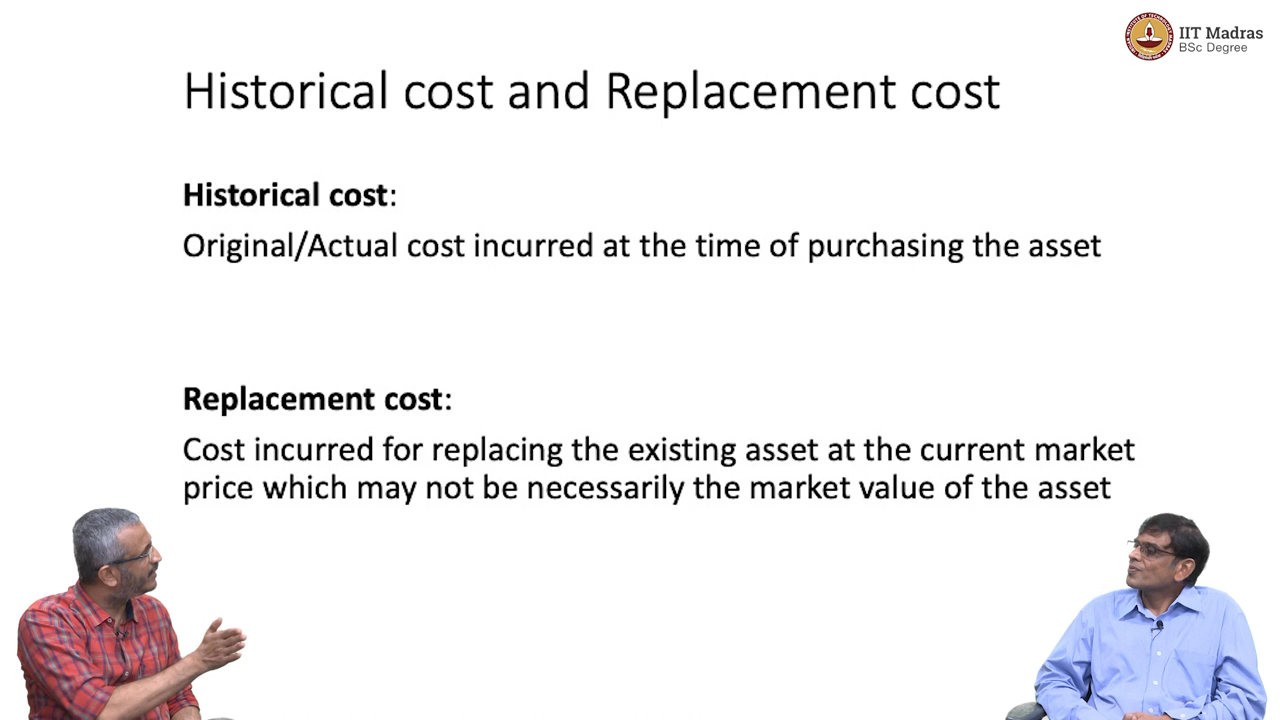 IIT Madras
BSc Degree
Historical cost and Replacement cost
Historical cost:
Original/Actual cost incurred at the time of purchasing the asset
Replacement cost:
Cost incurred for replacing the existing asset at the current market
price which may not be necessarily the market value of the asset